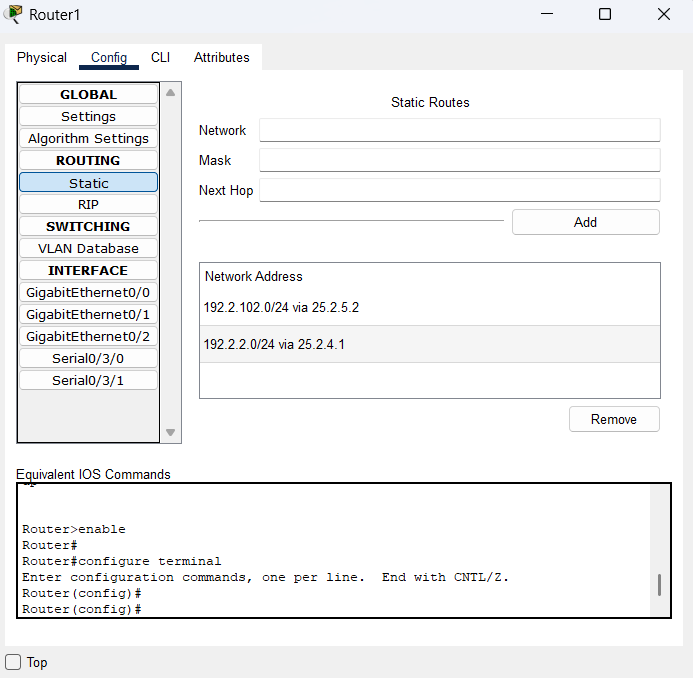 Router1
Physical Config CLI Attributes
GLOBAL
Settings
Algorithm Settings
ROUTING
Static
RIP
SWITCHING
VLAN Database
INTERFACE
GigabitEthernet0/0
GigabitEthernet0/1
GigabitEthernet0/2
Serial0/3/0
Serial0/3/1
Static Routes
Network
Mask
Next Hop
Add
Network Address
192.2.102.0/24 via 25.2.5.2
192.2.2.0/24 via 25.2.4.1
Remove
Equivalent IOS Commands
Router>enable
Router#
Router#configure terminal
Enter configuration commands, one per line. End with CNTL/Z.
Router(config)#
Router(config)#
Top